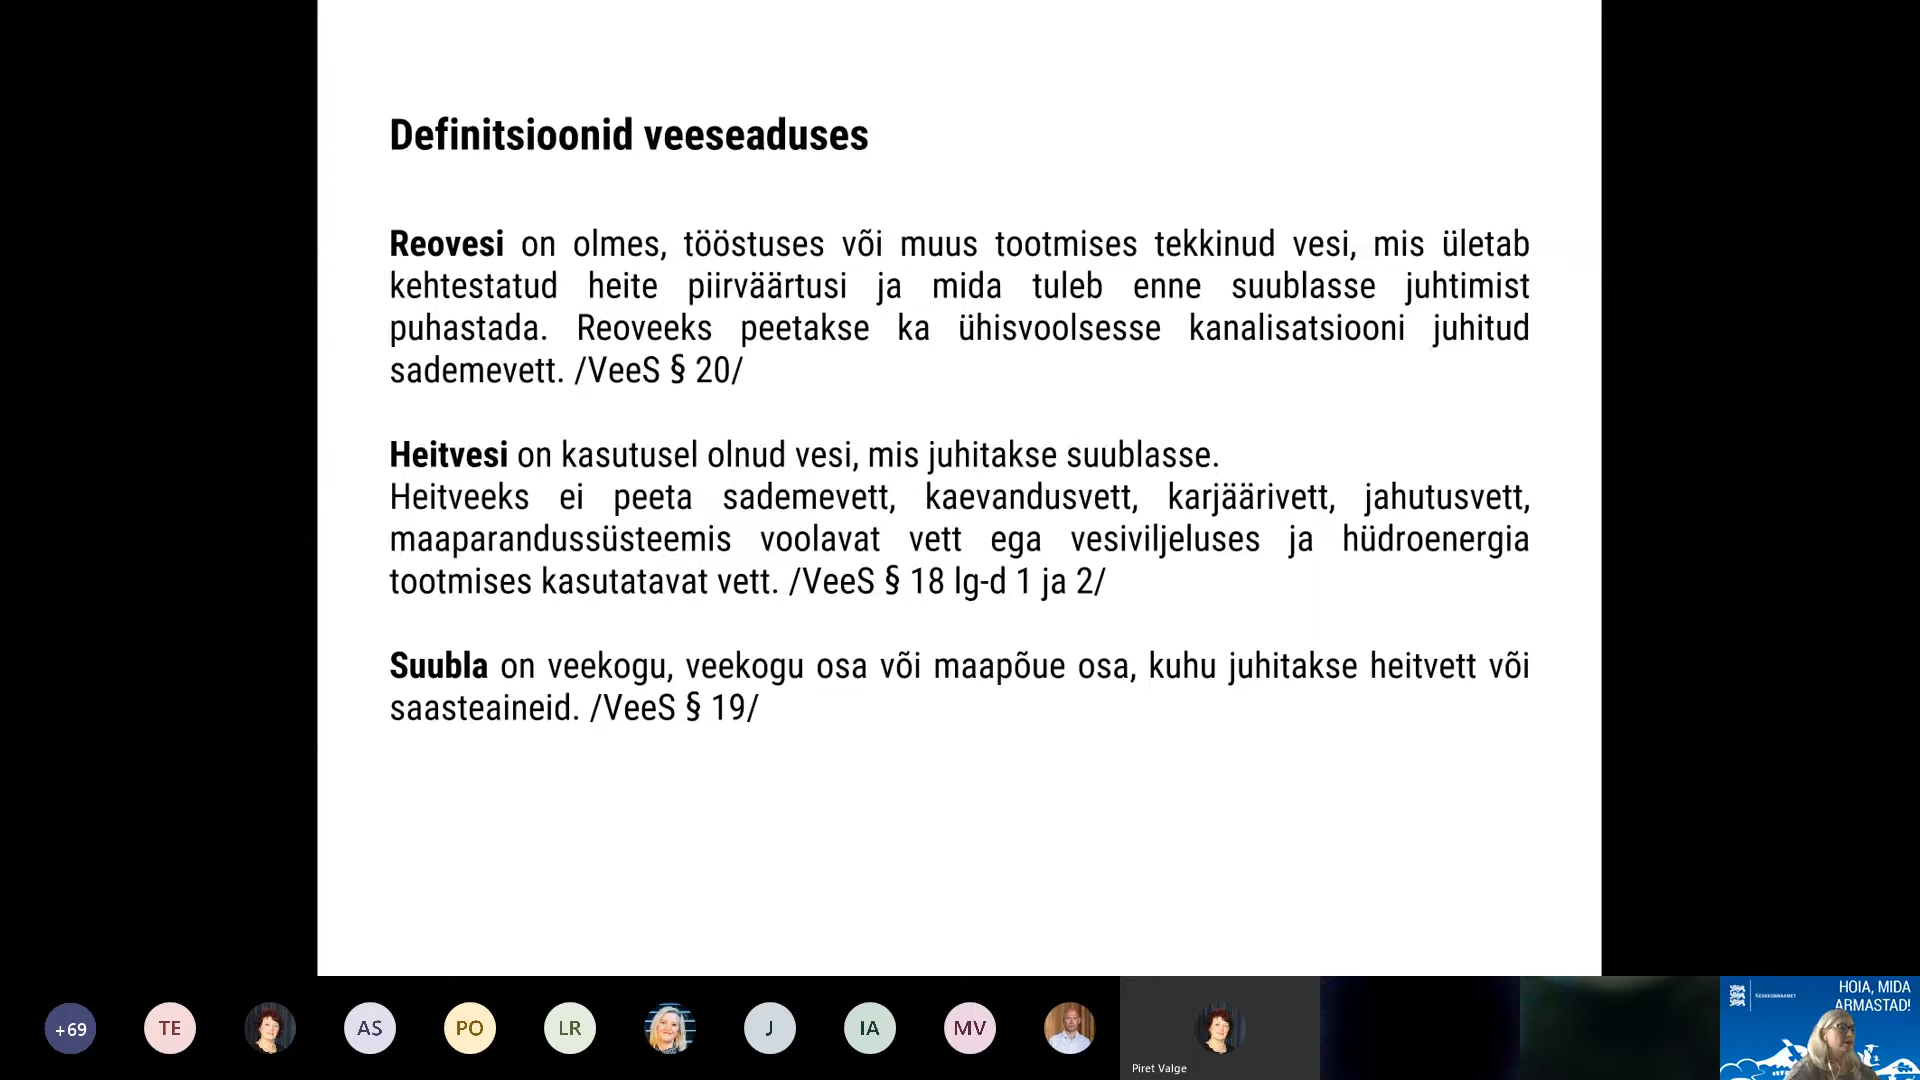 Definitsioonid veeseaduses
Reovesi on olmes, tööstuses või muus tootmises tekkinud vesi, mis ületab
kehtestatud heite piirväärtusi ja mida tuleb enne suublasse juhtimist
puhastada. Reoveeks peetakse ka ühisvoolsesse kanalisatsiooni juhitud
sademevett. /VeeS § 20/
Heitvesi on kasutusel olnud vesi, mis juhitakse suublasse.
Heitveeks ei peeta sademevett, kaevandusvett, karjäärivett, jahutusvett,
maaparandussüsteemis voolavat vett ega vesiviljeluses ja hüdroenergia
tootmises kasutatavat vett. /VeeS § 18 lg-d 1 ja 2/
Suubla on veekogu, veekogu osa või maapõue osa, kuhu juhitakse heitvett või
saasteaineid. /VeeS § 19/
+69
TE
AS
PO
LR
J
IA
MV
Piret Valge
KESKKONNAAMET
HOIA, MIDA
ARMASTAD!